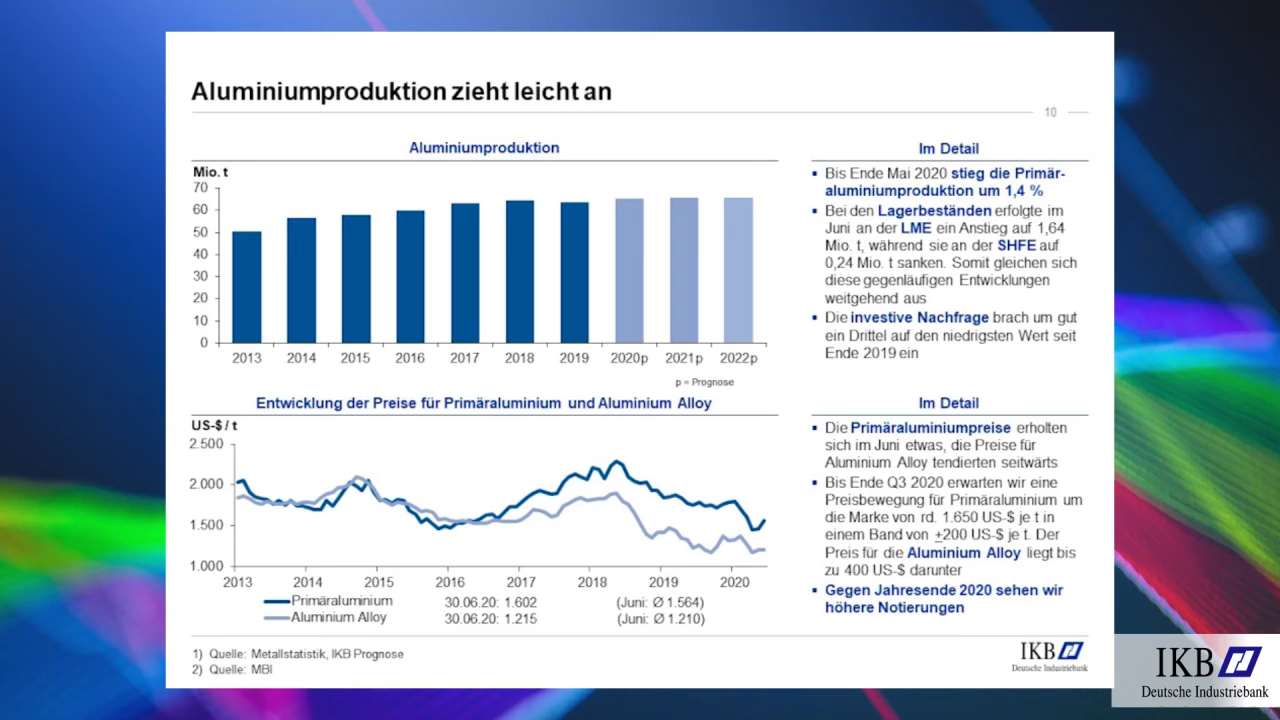 Aluminiumproduktion zieht leicht an
10
Aluminiumproduktion
Mio. t
70
60
50
40
30
20
10
0
2013 2014 2015 2016 2017 2018 2019 2020p 2021p 2022p
p = Prognose
Im Detail
▪ Bis Ende Mai 2020 stieg die Primär-
aluminiumproduktion um 1,4 %
▪ Bei den Lagerbeständen erfolgte im
Juni an der LME ein Anstieg auf 1,64
Mio. t, während sie an der SHFE auf
0,24 Mio. t sanken. Somit gleichen sich
diese gegenläufigen Entwicklungen
weitgehend aus
▪ Die investive Nachfrage brach um gut
ein Drittel auf den niedrigsten Wert seit
Ende 2019 ein
Entwicklung der Preise für Primäraluminium und Aluminium Alloy
US-$ / t
2.500
2.000
1.500
1.000
2013 2014 2015 2016 2017 2018 2019 2020
Primäraluminium 30.06.20: 1.602 (Juni: Ø 1.564)
Aluminium Alloy 30.06.20: 1.215 (Juni: Ø 1.210)
Im Detail
▪ Die Primäraluminiumpreise erholten
sich im Juni etwas, die Preise für
Aluminium Alloy tendierten seitwärts
▪ Bis Ende Q3 2020 erwarten wir eine
Preisbewegung für Primäraluminium um
die Marke von rd. 1.650 US-$ je t in
einem Band von ±200 US-$ je t. Der
Preis für die Aluminium Alloy liegt bis
zu 400 US-$ darunter
▪ Gegen Jahresende 2020 sehen wir
höhere Notierungen
1) Quelle: Metallstatistik, IKB Prognose
2) Quelle: MBI
IKB
Deutsche Industriebank
IKB
Deutsche Industriebank